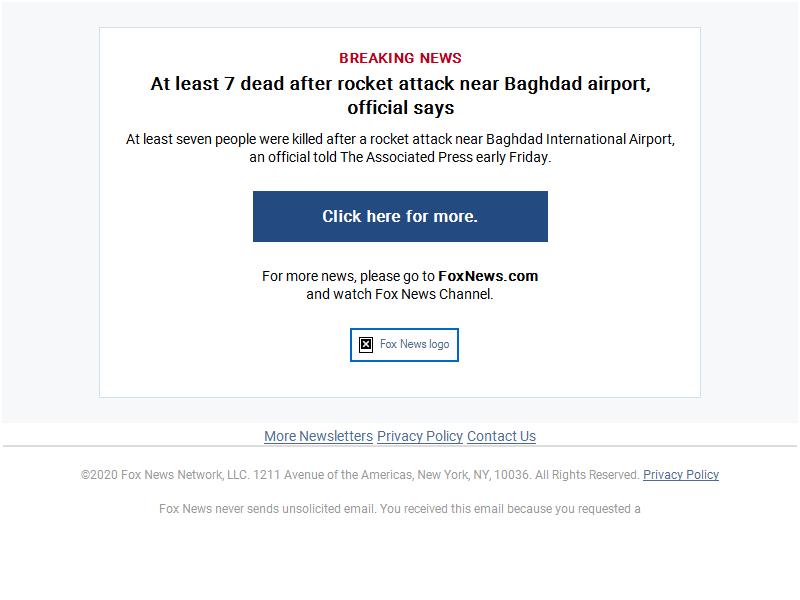 BREAKING NEWS
At least 7 dead after rocket attack near Baghdad airport,
official says
At least seven people were killed after a rocket attack near Baghdad International Airport,
an official told The Associated Press early Friday.
Click here for more.
For more news, please go to FoxNews.com
and watch Fox News Channel.
Fox News logo
More Newsletters Privacy Policy Contact Us
©2020 Fox News Network, LLC. 1211 Avenue of the Americas, New York, NY, 10036. All Rights Reserved. Privacy Policy
Fox News never sends unsolicited email. You received this email because you requested a